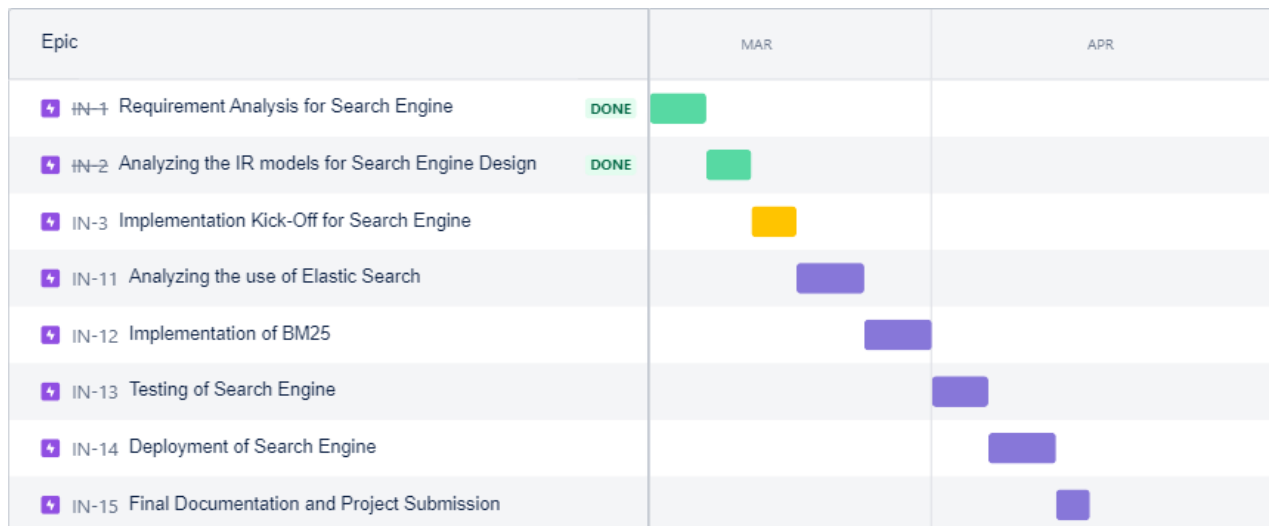 Epic MAR APR
IN-1 Requirement Analysis for Search Engine DONE
IN-2 Analyzing the IR models for Search Engine Design DONE
IN-3 Implementation Kick-Off for Search Engine
IN-11 Analyzing the use of Elastic Search
IN-12 Implementation of BM25
IN-13 Testing of Search Engine
IN-14 Deployment of Search Engine
IN-15 Final Documentation and Project Submission